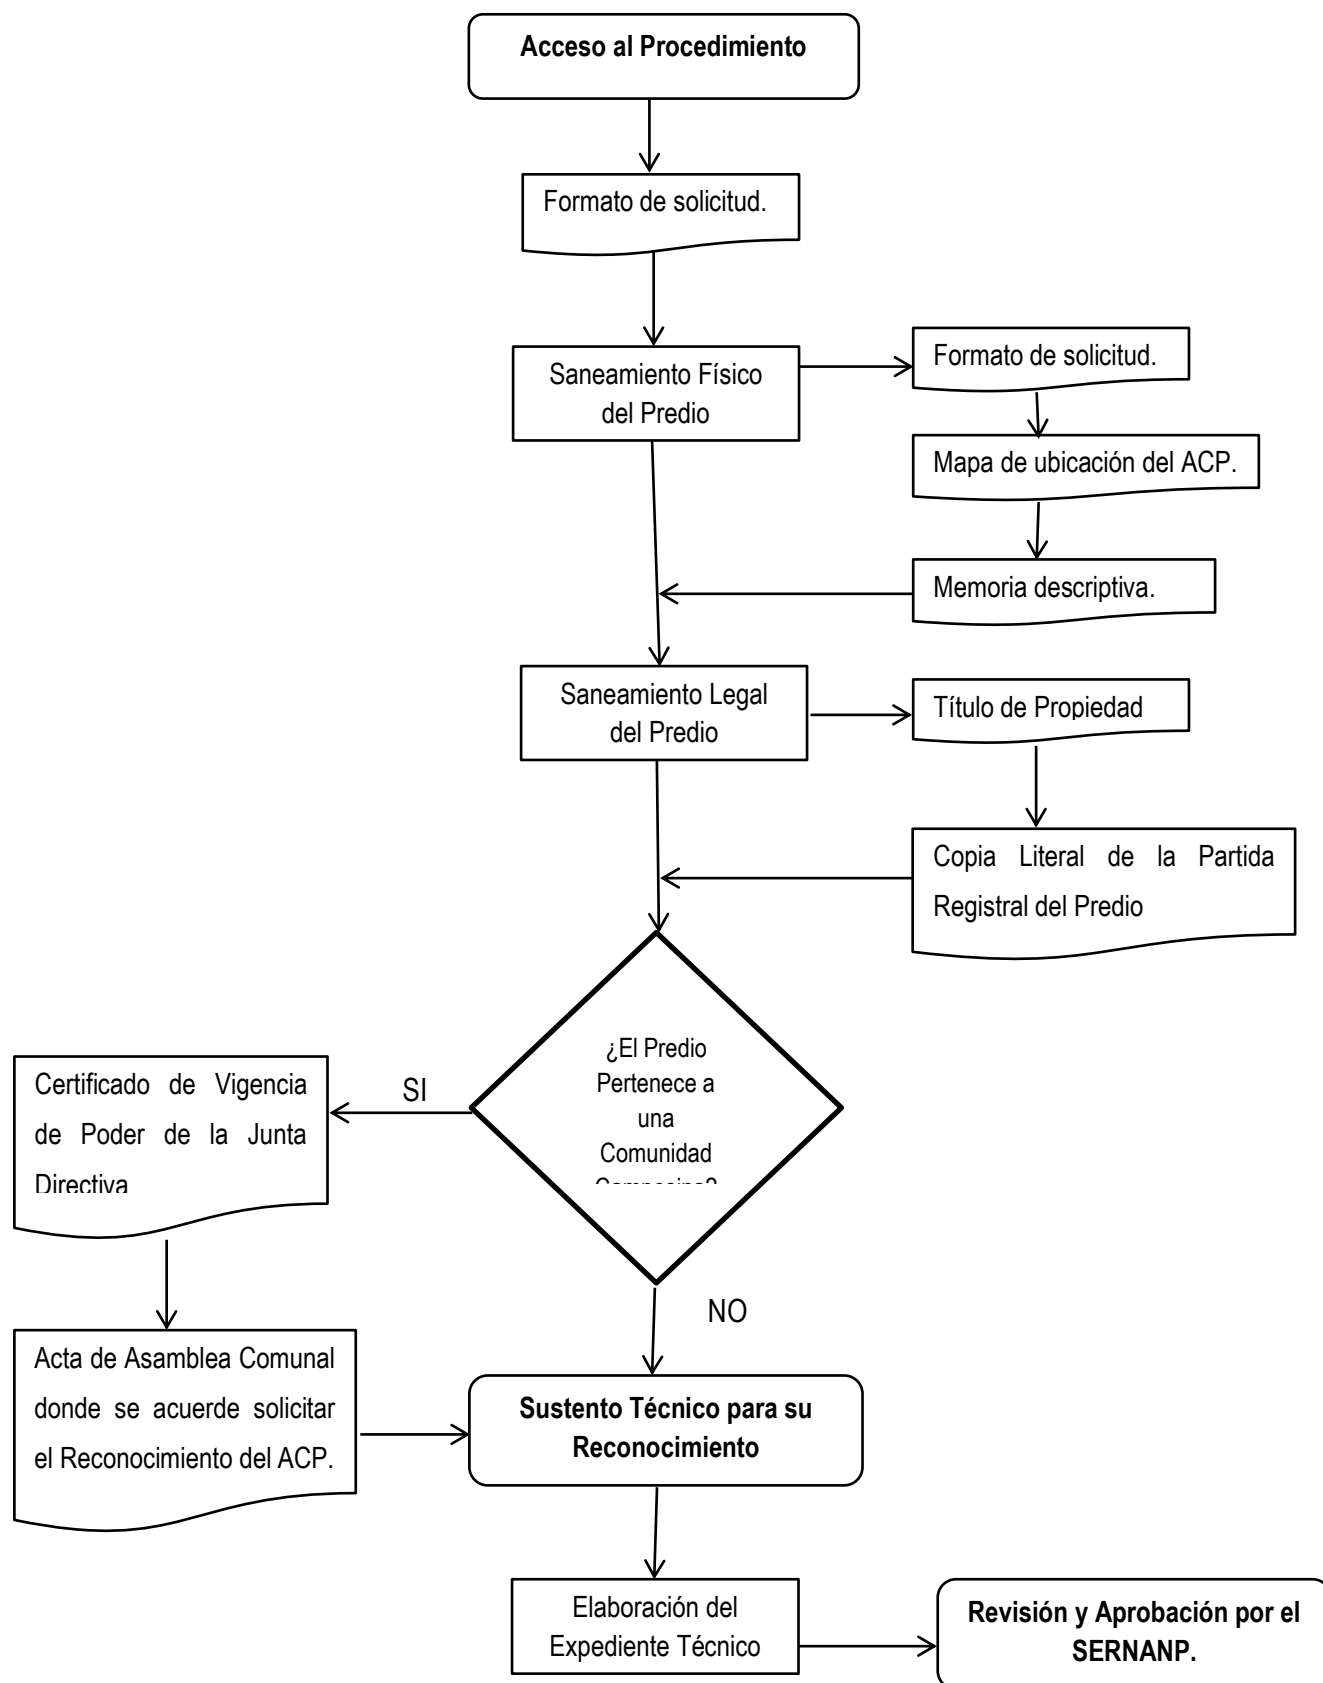 Acceso al Procedimiento
Formato de solicitud.
Saneamiento Físico
del Predio
Formato de solicitud.
Mapa de ubicación del ACP.
Memoria descriptiva.
Saneamiento Legal
del Predio
Título de Propiedad
Copia Literal de la Partida
Registral del Predio
¿El Predio
Pertenece a
una
Comunidad
Campesina?
SI
Certificado de Vigencia
de Poder de la Junta
Directiva
NO
Acta de Asamblea Comunal
donde se acuerde solicitar
el Reconocimiento del ACP.
Sustento Técnico para su
Reconocimiento
Elaboración del
Expediente Técnico
Revisión y Aprobación por el
SERNANP.